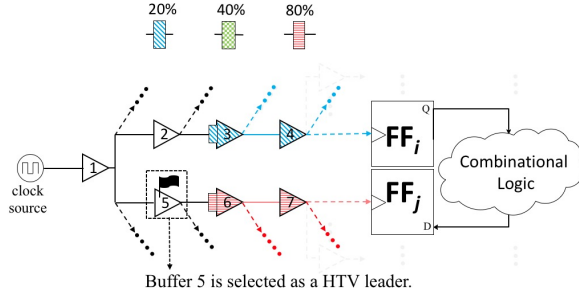 20% 40% 80%
Q
2 3 4 FFi
1 Combinational
Logic
clock
source
5 6 7 FFj
D
Buffer 5 is selected as a HTV leader.